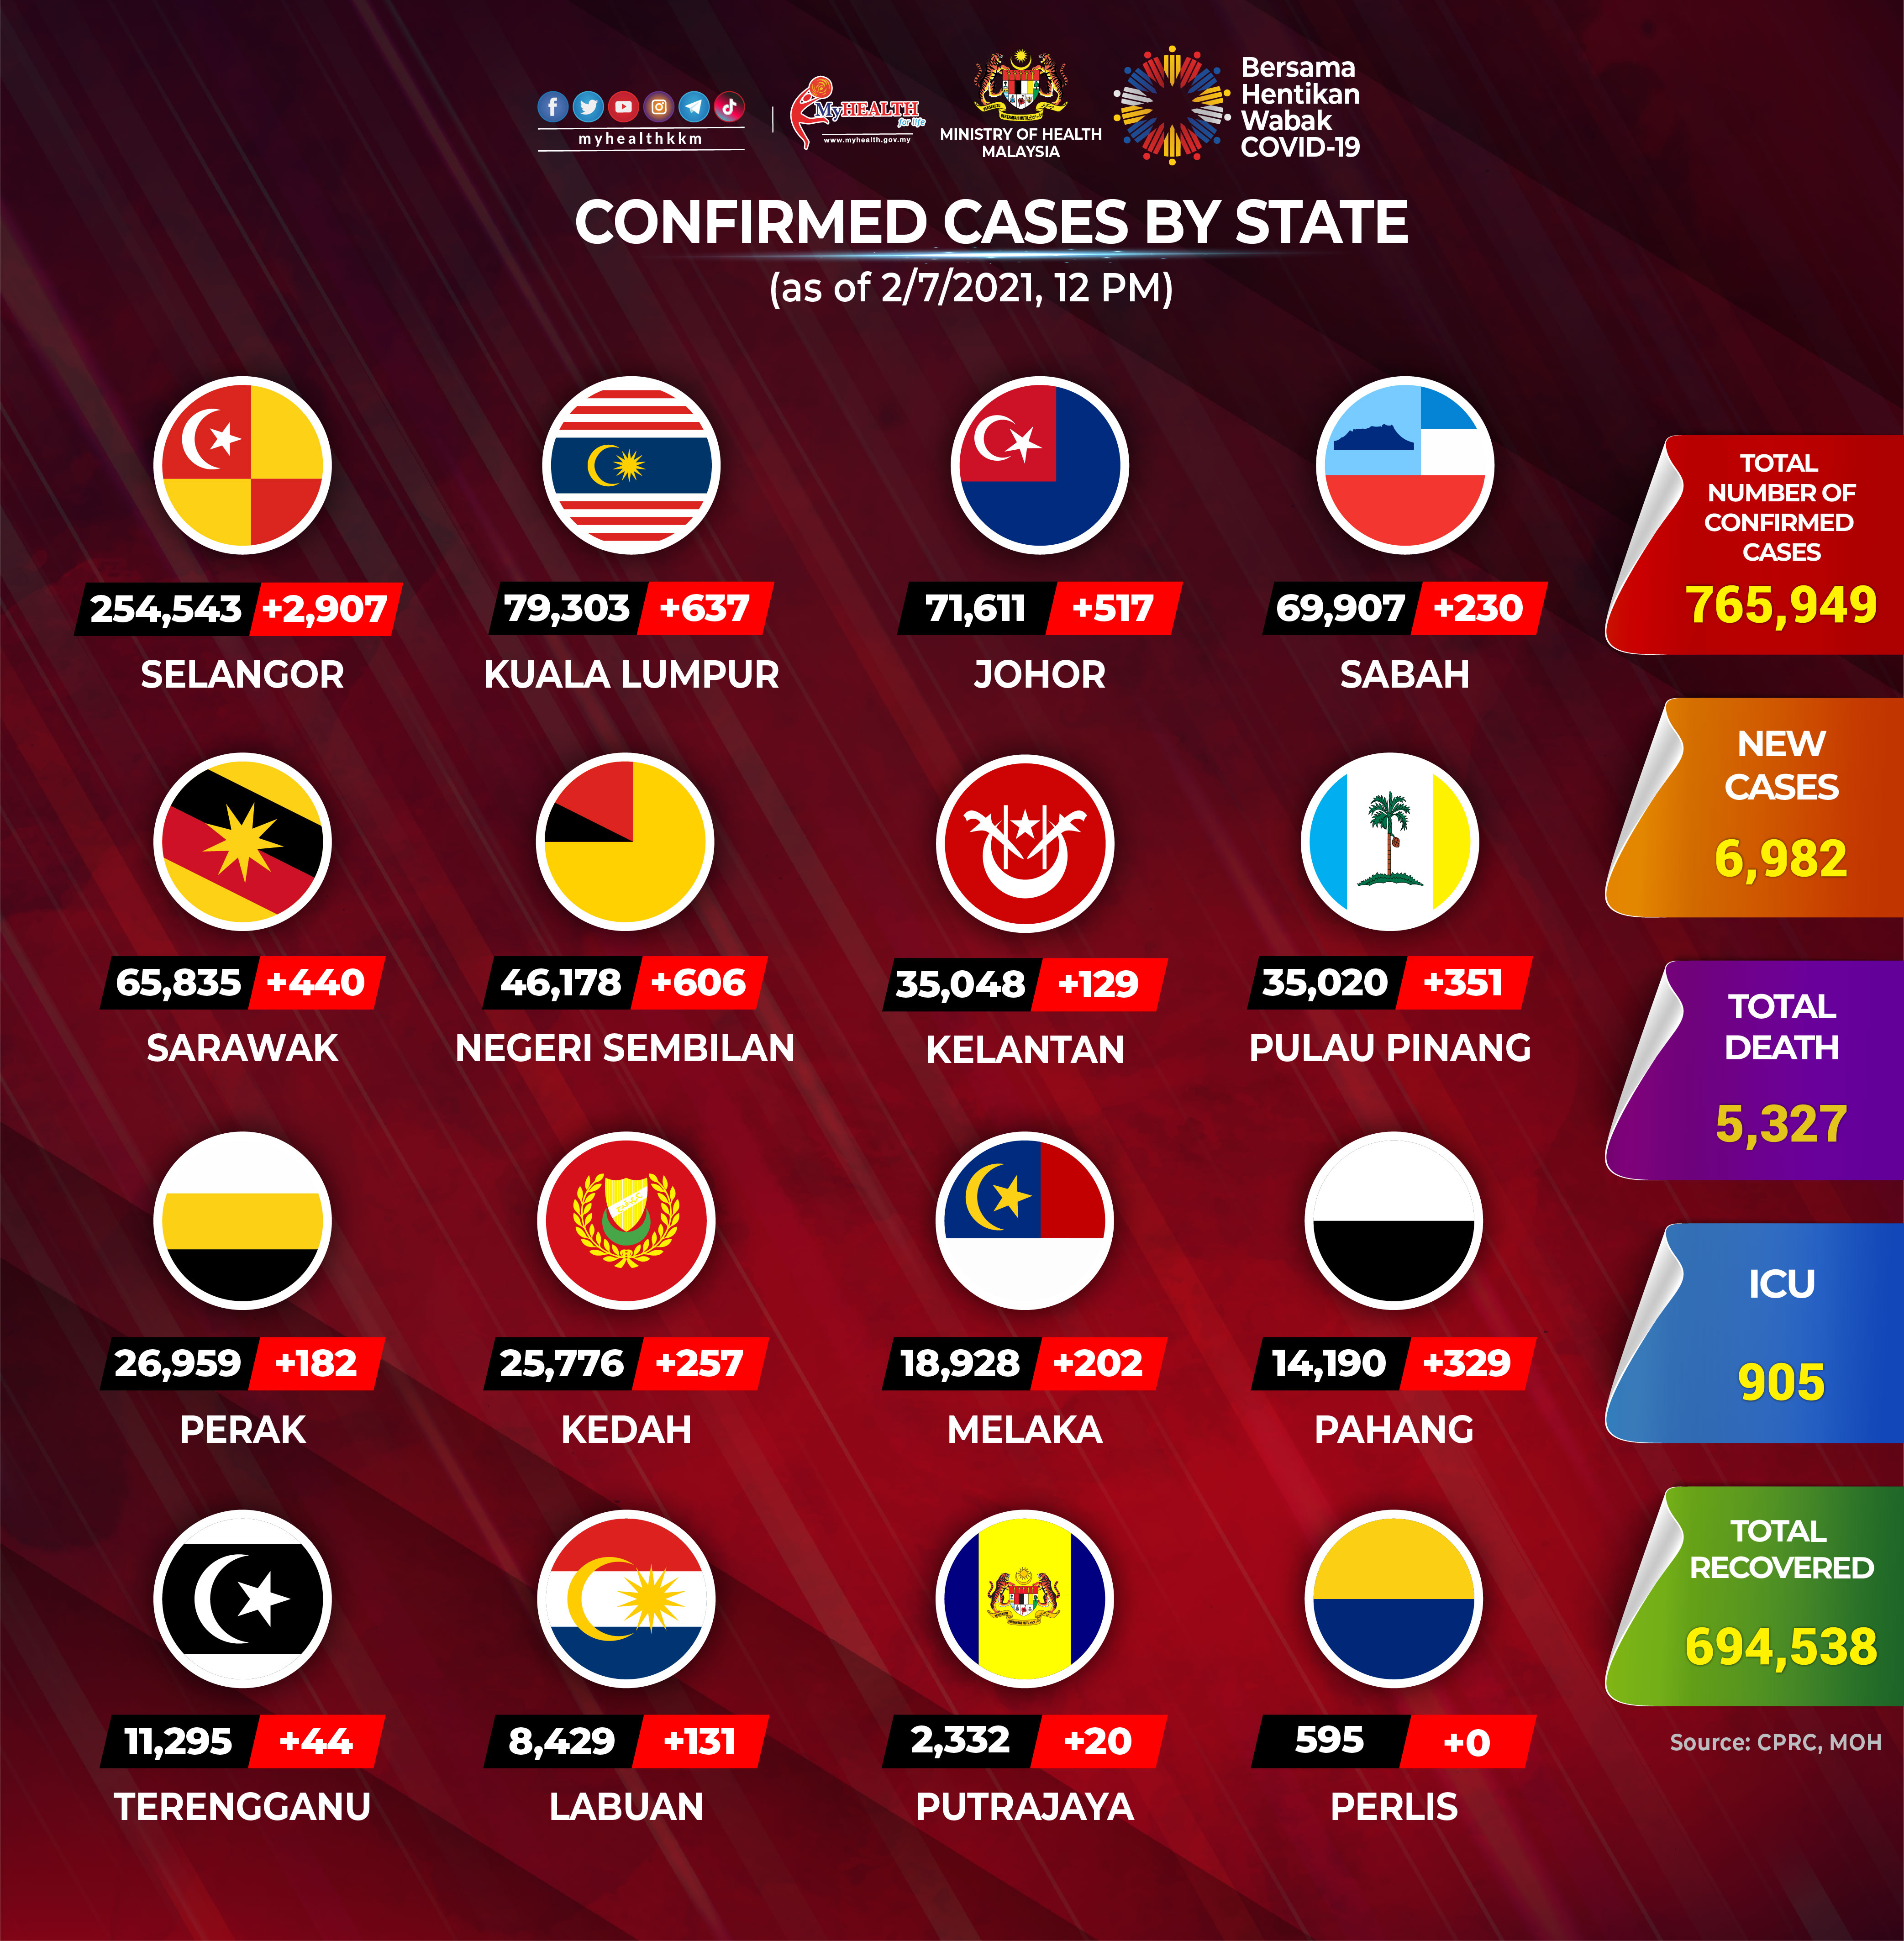 myhealthkkm
MyHEALTH
for life
www.myhealth.gov.my
MINISTRY OF HEALTH
MALAYSIA
Bersama
Hentikan
Wabak
COVID-19
CONFIRMED CASES BY STATE
(as of 2/7/2021, 12 PM)
254,543 +2,907
SELANGOR
79,303 +637
KUALA LUMPUR
71,611 +517
JOHOR
69,907 +230
SABAH
65,835 +440
SARAWAK
46,178 +606
NEGERI SEMBILAN
35,048 +129
KELANTAN
35,020 +351
PULAU PINANG
26,959 +182
PERAK
25,776 +257
KEDAH
18,928 +202
MELAKA
14,190 +329
PAHANG
11,295 +44
TERENGGANU
8,429 +131
LABUAN
2,332 +20
PUTRAJAYA
595 +0
PERLIS
TOTAL
NUMBER OF
CONFIRMED
CASES
765,949
NEW
CASES
6,982
TOTAL
DEATH
5,327
ICU
905
TOTAL
RECOVERED
694,538
Source: CPRC, MOH